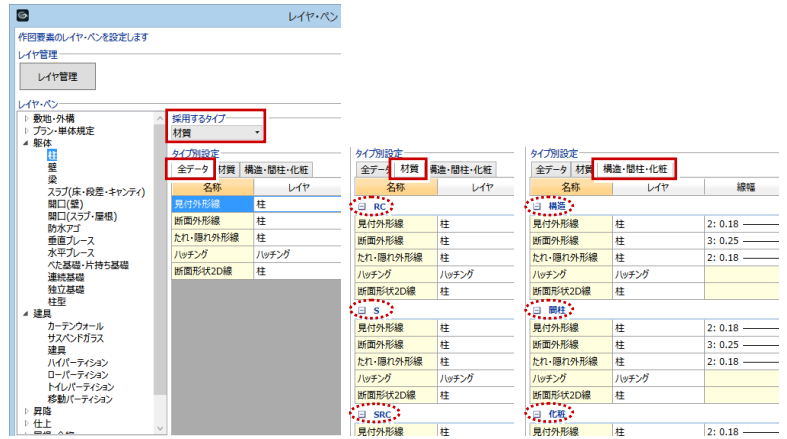 レイヤ・ペン
作図要素のレイヤ・ペンを設定します
レイヤ管理
レイヤ管理
レイヤ・ペン
敷地・外構
プラン・単体規定
躯体
柱
壁
梁
スラブ(床・段差・キャンティ)
開口(壁)
開口(スラブ・屋根)
防水アゴ
垂直ブレース
水平ブレース
べた基礎・片持ち基礎
連続基礎
独立基礎
柱型
建具
カーテンウォール
サスペンドガラス
建具
ハイパーティション
ローパーティション
トイレパーティション
移動パーティション
昇降
仕上
採用するタイプ
材質
タイプ別設定
全データ 材質 構造・間柱・化粧
名称 レイヤ
見付外形線 柱
断面外形線 柱
たれ・隠れ外形線 柱
ハッチング ハッチング
断面形状2D線 柱
タイプ別設定
全データ 材質 構造・間柱・化粧
名称 レイヤ
RC
見付外形線 柱
断面外形線 柱
たれ・隠れ外形線 柱
ハッチング ハッチング
断面形状2D線 柱
S
見付外形線 柱
断面外形線 柱
たれ・隠れ外形線 柱
ハッチング ハッチング
断面形状2D線 柱
SRC
見付外形線 柱
タイプ別設定
全データ 材質 構造・間柱・化粧
名称 レイヤ 線幅
構造
見付外形線 柱 2: 0.18
断面外形線 柱 3: 0.25
たれ・隠れ外形線 柱 2: 0.18
ハッチング ハッチング
断面形状2D線 柱
間柱
見付外形線 柱 2: 0.18
断面外形線 柱 3: 0.25
たれ・隠れ外形線 柱 2: 0.18
ハッチング ハッチング
断面形状2D線 柱
化粧
見付外形線 柱 2: 0.18